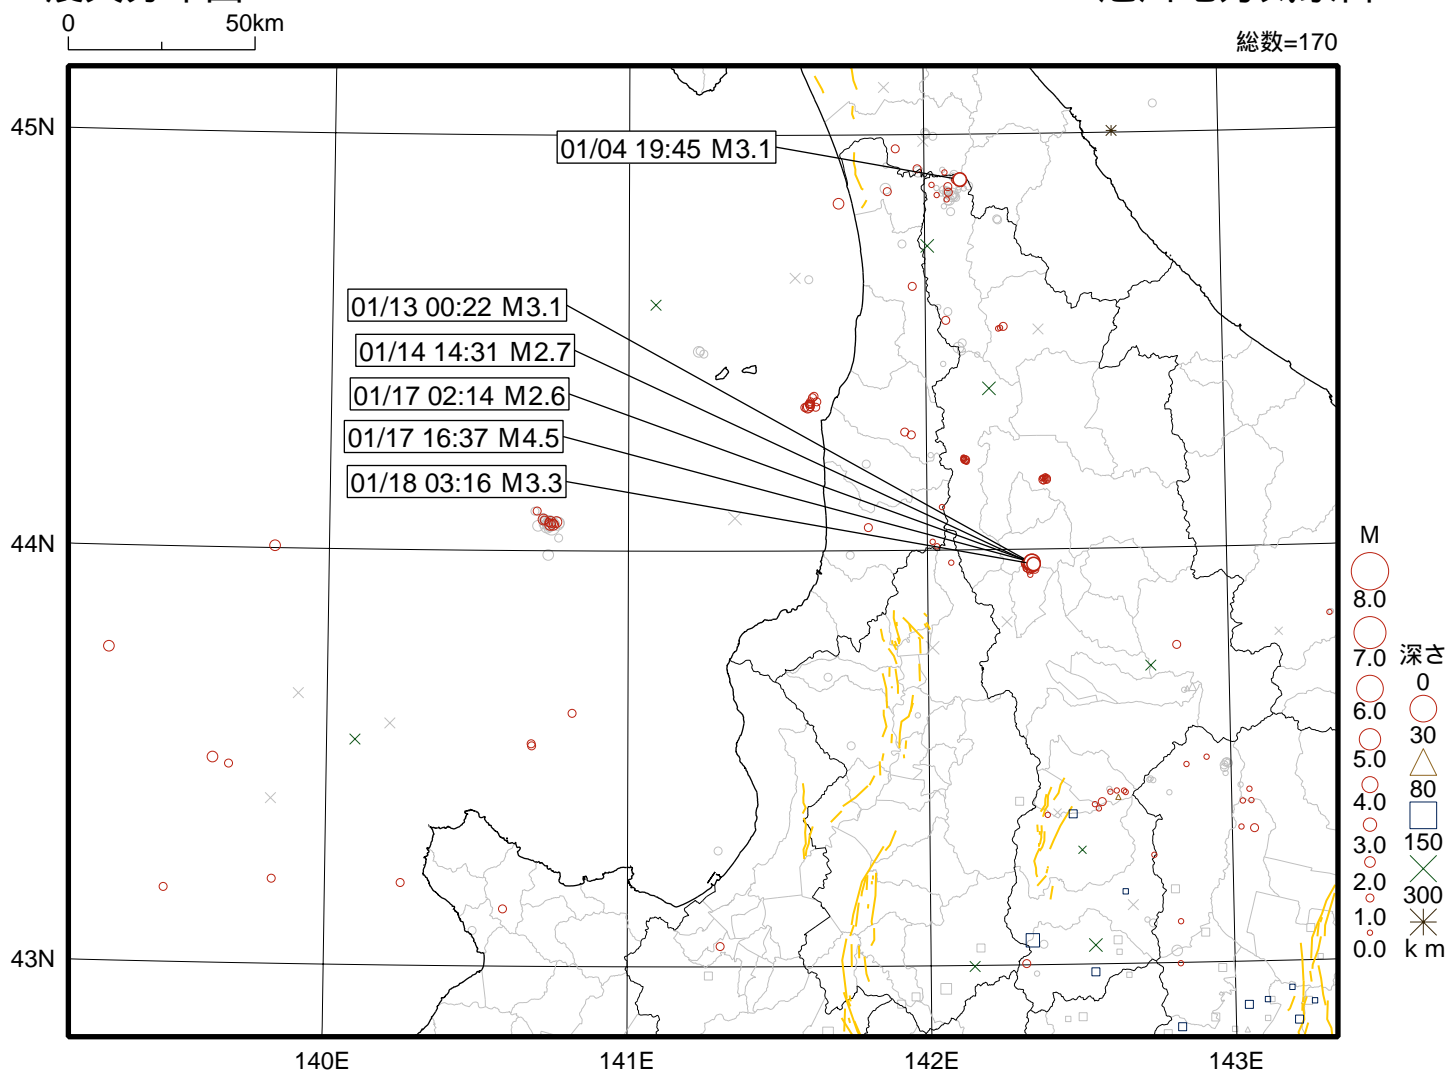 0 50km
総数=170
45N
44N
43N
140E 141E 142E 143E
01/04 19:45 M3.1
01/13 00:22 M3.1
01/14 14:31 M2.7
01/17 02:14 M2.6
01/17 16:37 M4.5
01/18 03:16 M3.3
M
8.0
7.0
6.0
5.0
4.0
3.0
2.0
1.0
0.0
深さ
0
30
80
150
300
k m